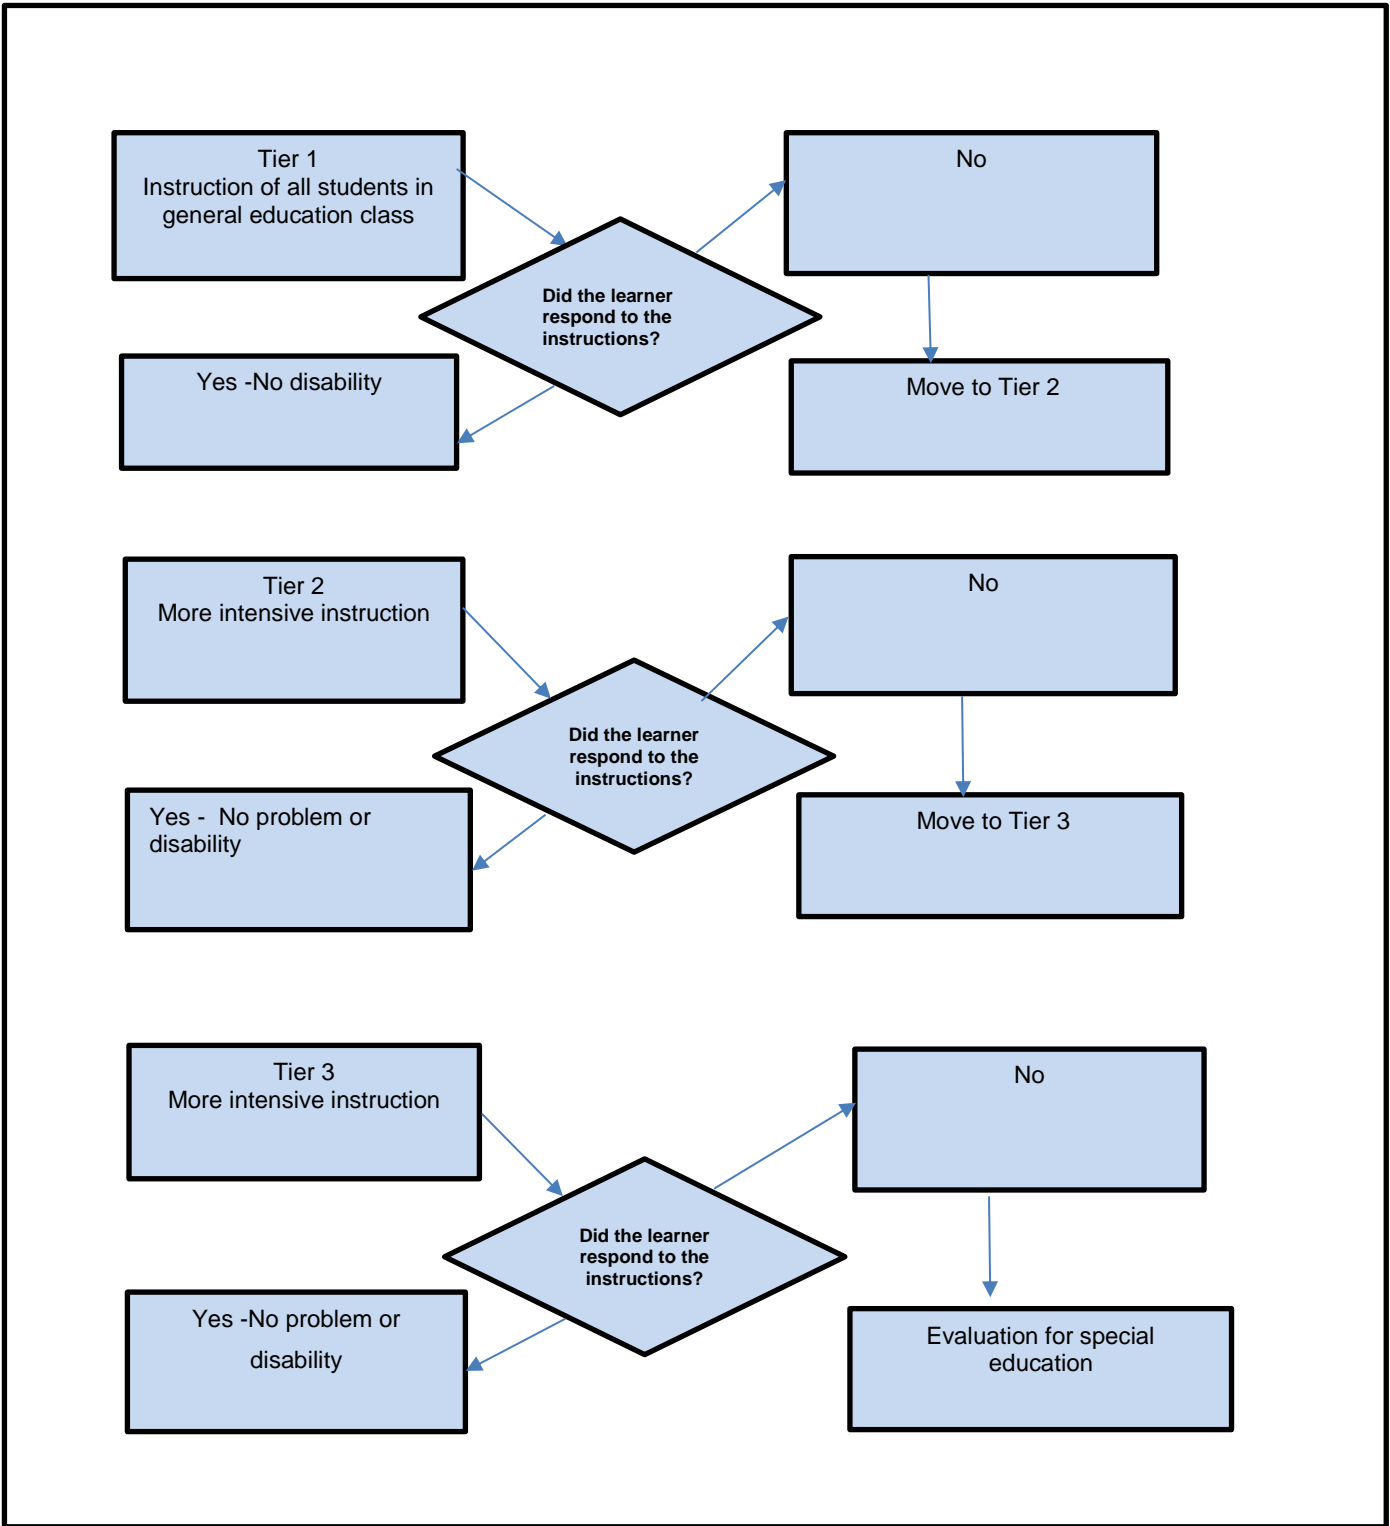 Tier 1
Instruction of all students in
general education class
No
Did the learner
respond to the
instructions?
Yes -No disability
Move to Tier 2
Tier 2
More intensive instruction
No
Did the learner
respond to the
instructions?
Yes -  No problem or
disability
Move to Tier 3
Tier 3
More intensive instruction
No
Did the learner
respond to the
instructions?
Yes -No problem or
disability
Evaluation for special
education